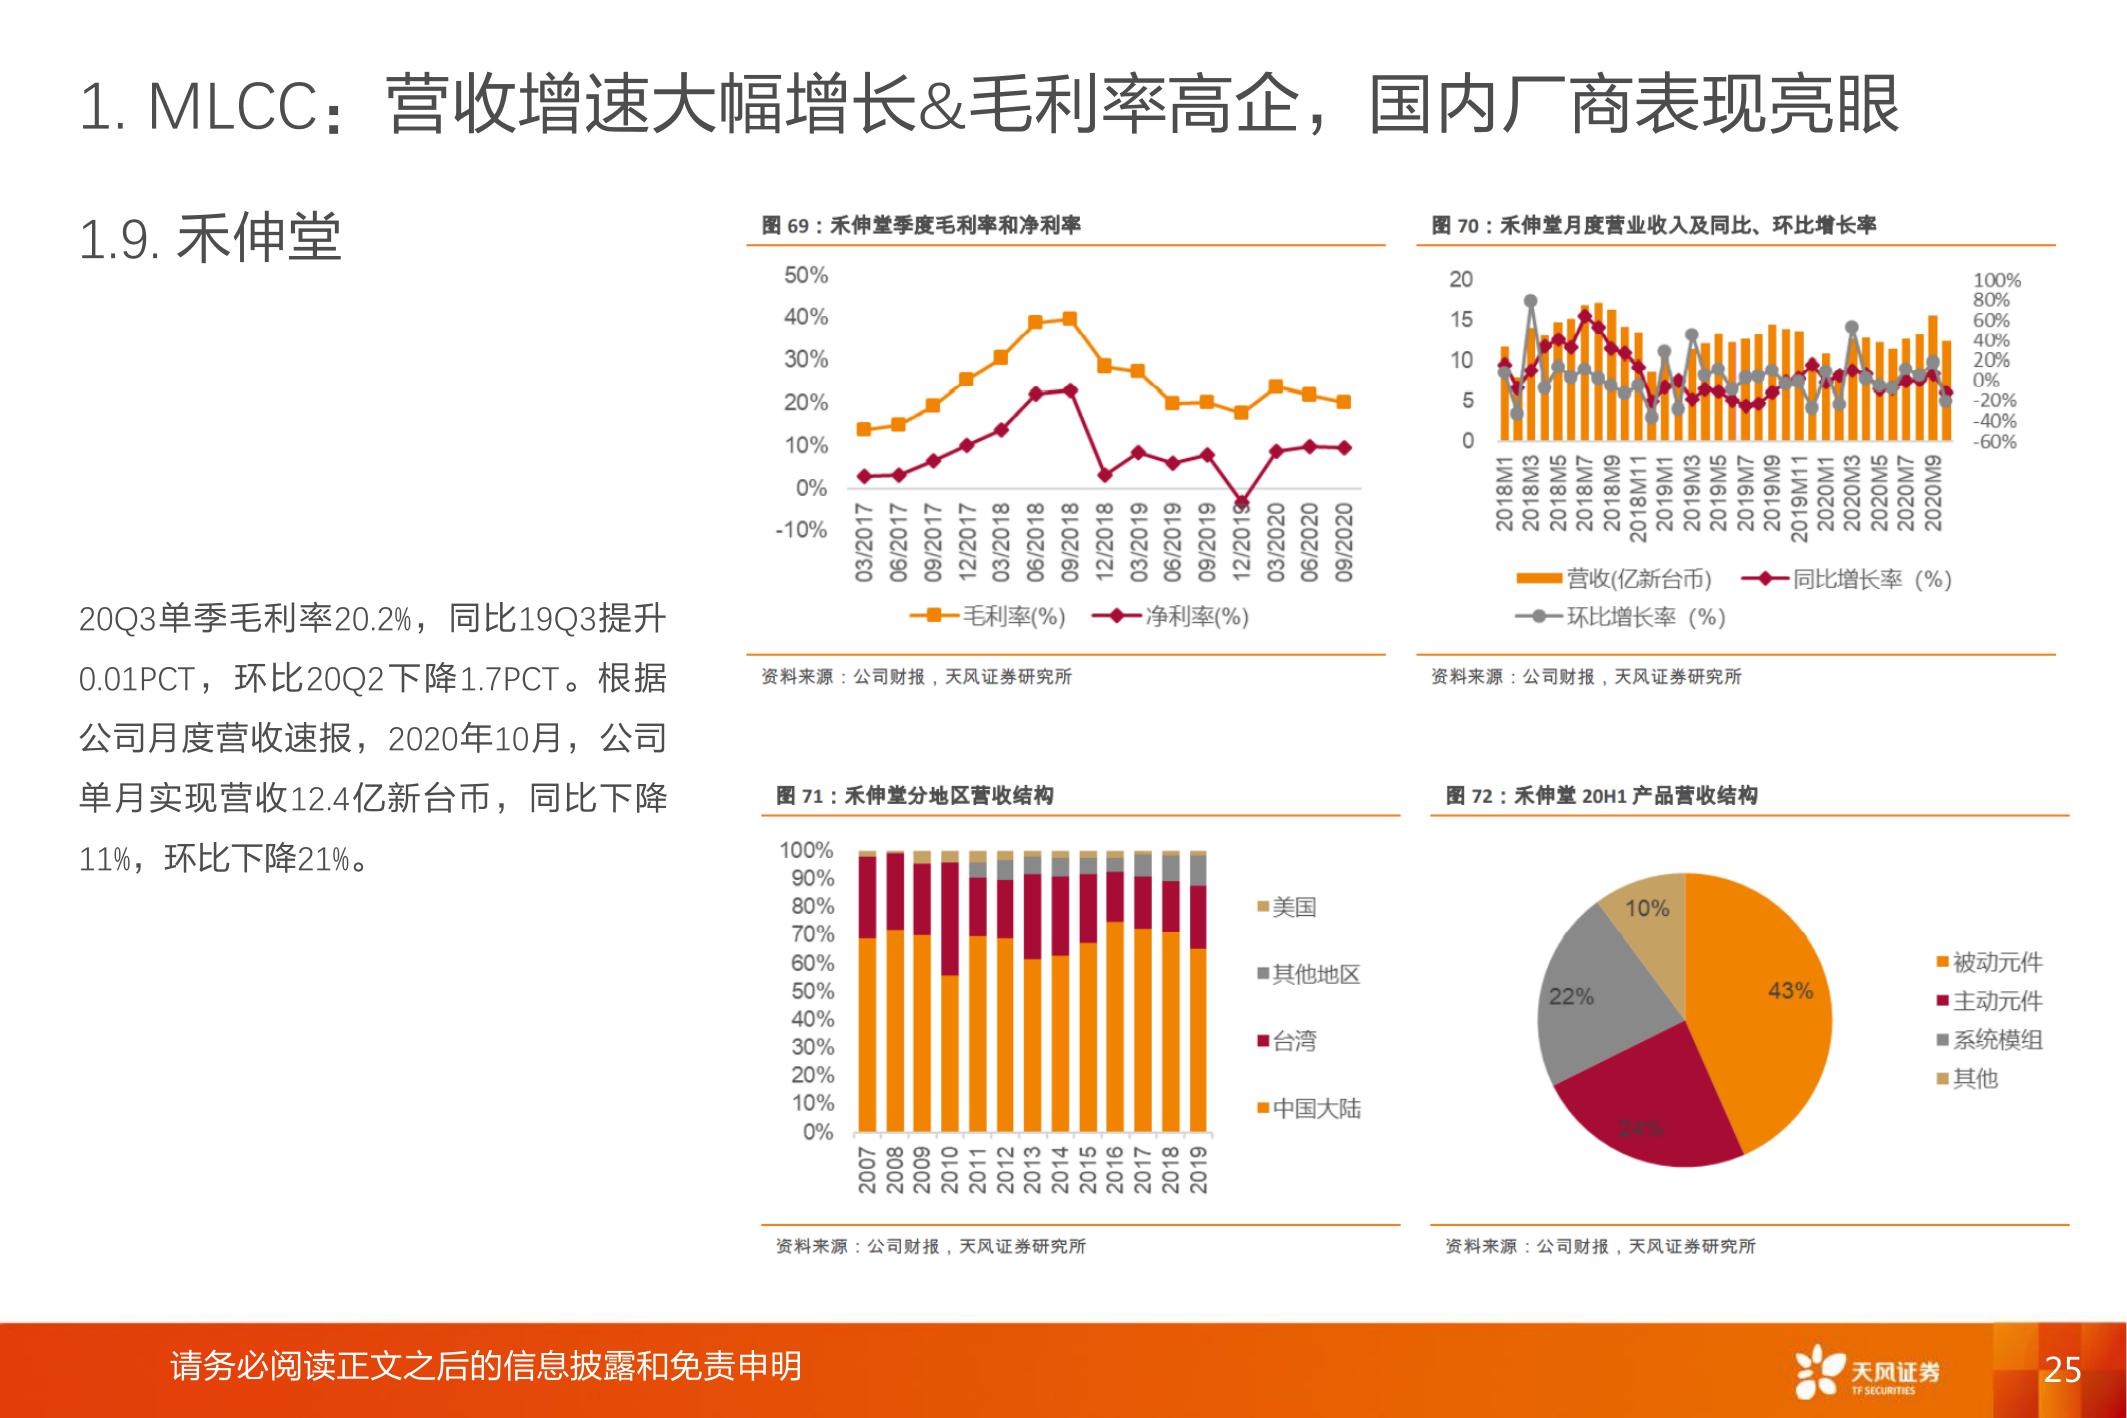 1. MLCC：营收增速大幅增长&毛利率高企，国内厂商表现亮眼
1.9. 禾伸堂
20Q3单季毛利率20.2%，同比19Q3提升
0.01PCT，环比20Q2下降1.7PCT。根据
公司月度营收速报，2020年10月，公司
单月实现营收12.4亿新台币，同比下降
11%，环比下降21%。
图 69：禾伸堂季度毛利率和净利率
50%
40%
30%
20%
10%
0%
-10%
03/2017
06/2017
09/2017
12/2017
03/2018
06/2018
09/2018
12/2018
03/2019
06/2019
09/2019
12/2019
03/2020
06/2020
09/2020
毛利率(%)
净利率(%)
资料来源：公司财报，天风证券研究所
图 70：禾伸堂月度营业收入及同比、环比增长率
20
15
10
5
0
100%
80%
60%
40%
20%
0%
-20%
-40%
-60%
2018M1
2018M3
2018M5
2018M7
2018M9
2018M11
2019M1
2019M3
2019M5
2019M7
2019M9
2019M11
2020M1
2020M3
2020M5
2020M7
2020M9
营收(亿新台币)
同比增长率（%）
环比增长率（%）
资料来源：公司财报，天风证券研究所
图 71：禾伸堂分地区营收结构
100%
90%
80%
70%
60%
50%
40%
30%
20%
10%
0%
2007
2008
2009
2010
2011
2012
2013
2014
2015
2016
2017
2018
2019
美国
其他地区
台湾
中国大陆
资料来源：公司财报，天风证券研究所
图 72：禾伸堂 20H1 产品营收结构
10%
43%
22%
24%
被动元件
主动元件
系统模组
其他
资料来源：公司财报，天风证券研究所
请务必阅读正文之后的信息披露和免责申明
天风证券
TF SECURITIES
25